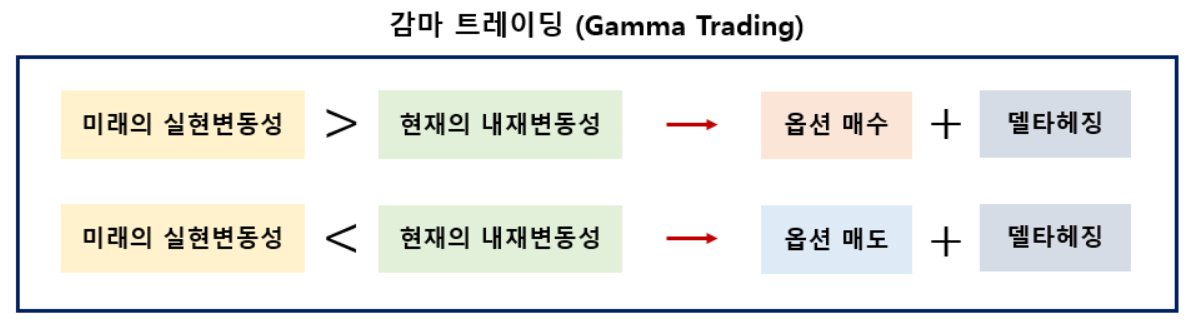 감마 트레이딩 (Gamma Trading)
미래의 실현변동성 > 현재의 내재변동성 → 옵션 매수 + 델타헤징
미래의 실현변동성 < 현재의 내재변동성 → 옵션 매도 + 델타헤징